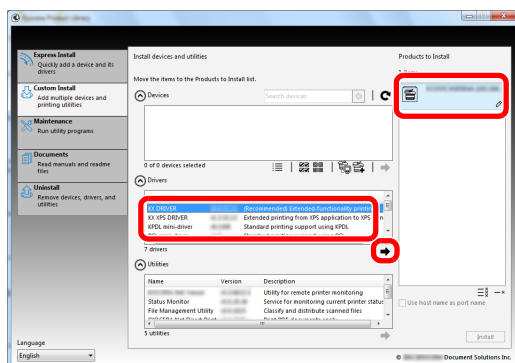 Product Library
Express Install
Quickly add a device and its
drivers
Custom Install
Add multiple devices and
printing utilities
Maintenance
Run utility programs
Documents
Read manuals and readme
files
Uninstall
Remove devices, drivers, and
utilities
Language
English
Install devices and utilities
Move the items to the Products to Install list.
Devices
Search devices
0 of 0 devices selected
Drivers
KX DRIVER (Recommended) Extended-functionality printing
KX XPS DRIVER Extended printing from XPS application to XPS
KPDL mini-driver Standard printing support using KPDL
7 drivers
Utilities
Name Version Description
Utility for remote printer monitoring
Status Monitor Service for monitoring current printer status
File Management Utility Classify and distribute scanned files
5 utilities
Products to Install
Use host name as port name
Install
© Document Solutions Inc.